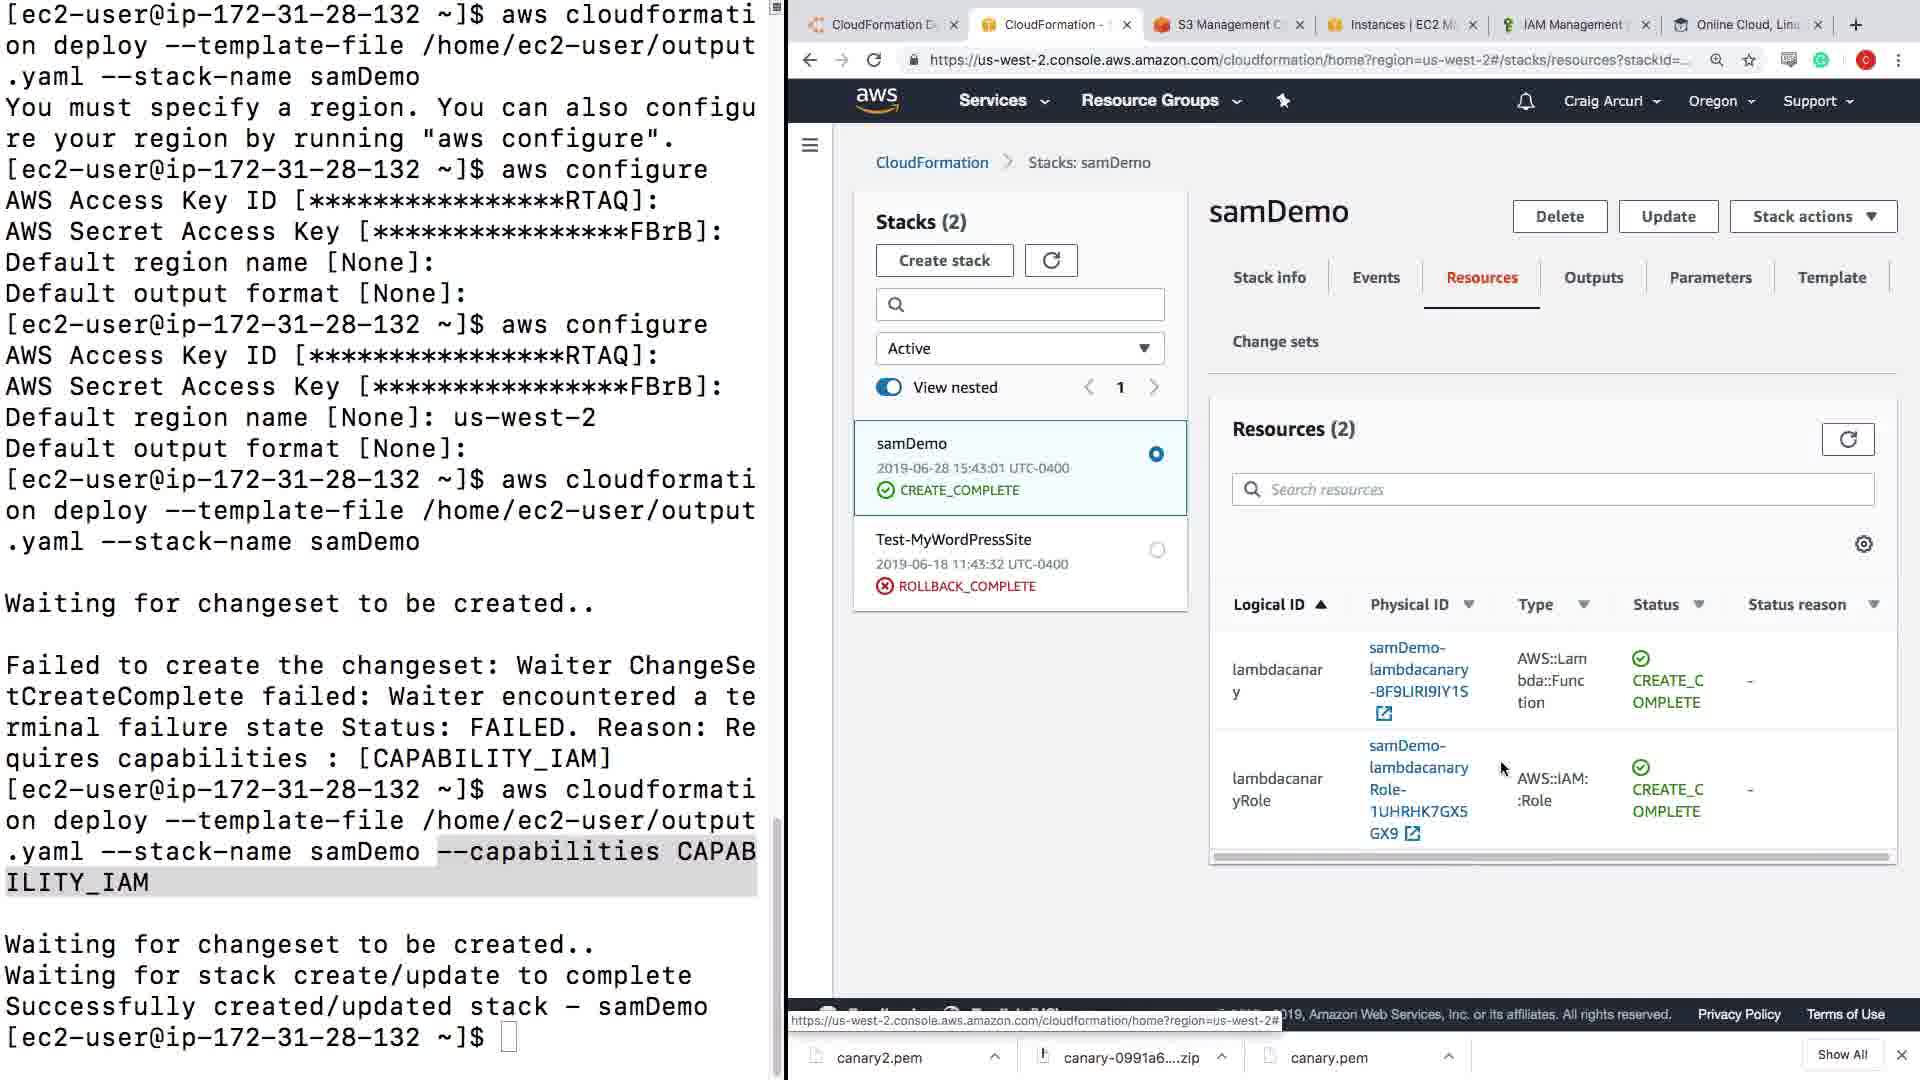 [ec2-user@ip-172-31-28-132 ~]$ aws cloudformati
on deploy --template-file /home/ec2-user/output
.yaml --stack-name samDemo
You must specify a region. You can also configu
re your region by running "aws configure".
[ec2-user@ip-172-31-28-132 ~]$ aws configure
AWS Access Key ID [****************RTAQ]:
AWS Secret Access Key [****************FBrB]:
Default region name [None]:
Default output format [None]:
[ec2-user@ip-172-31-28-132 ~]$ aws configure
AWS Access Key ID [****************RTAQ]:
AWS Secret Access Key [****************FBrB]:
Default region name [None]: us-west-2
Default output format [None]:
[ec2-user@ip-172-31-28-132 ~]$ aws cloudformati
on deploy --template-file /home/ec2-user/output
.yaml --stack-name samDemo
Waiting for changeset to be created..
Failed to create the changeset: Waiter ChangeSe
tCreateComplete failed: Waiter encountered a te
rminal failure state Status: FAILED. Reason: Re
quires capabilities : [CAPABILITY_IAM]
[ec2-user@ip-172-31-28-132 ~]$ aws cloudformati
on deploy --template-file /home/ec2-user/output
.yaml --stack-name samDemo --capabilities CAPAB
ILITY_IAM
Waiting for changeset to be created..
Waiting for stack create/update to complete
Successfully created/updated stack - samDemo
[ec2-user@ip-172-31-28-132 ~]$
CloudFormation D
CloudFormation -
S3 Management C
Instances | EC2 M
IAM Management
Online Cloud, Linu
https://us-west-2.console.aws.amazon.com/cloudformation/home?region=us-west-2#/stacks/resources?stackId=...
C
aws
Services
Resource Groups
Craig Arcuri
Oregon
Support
CloudFormation
Stacks: samDemo
Stacks (2)
Create stack
Active
View nested
1
samDemo
2019-06-28 15:43:01 UTC-0400
CREATE_COMPLETE
Test-MyWordPressSite
2019-06-18 11:43:32 UTC-0400
ROLLBACK_COMPLETE
samDemo
Delete
Update
Stack actions
Stack info
Events
Resources
Outputs
Parameters
Template
Change sets
Resources (2)
Search resources
Logical ID
Physical ID
Type
Status
Status reason
lambdacanar
y
samDemo-
lambdacanary
-BF9LIRI9IY1S
AWS::Lam
bda::Func
tion
CREATE_C
OMPLETE
-
lambdacanar
yRole
samDemo-
lambdacanary
Role-
1UHRHK7GX5
GX9
AWS::IAM:
:Role
CREATE_C
OMPLETE
-
19, Amazon Web Services, Inc. or its affiliates. All rights reserved.
Privacy Policy
Terms of Use
https://us-west-2.console.aws.amazon.com/cloudformation/home?region=us-west-2#
canary2.pem
canary-0991a6....zip
canary.pem
Show All